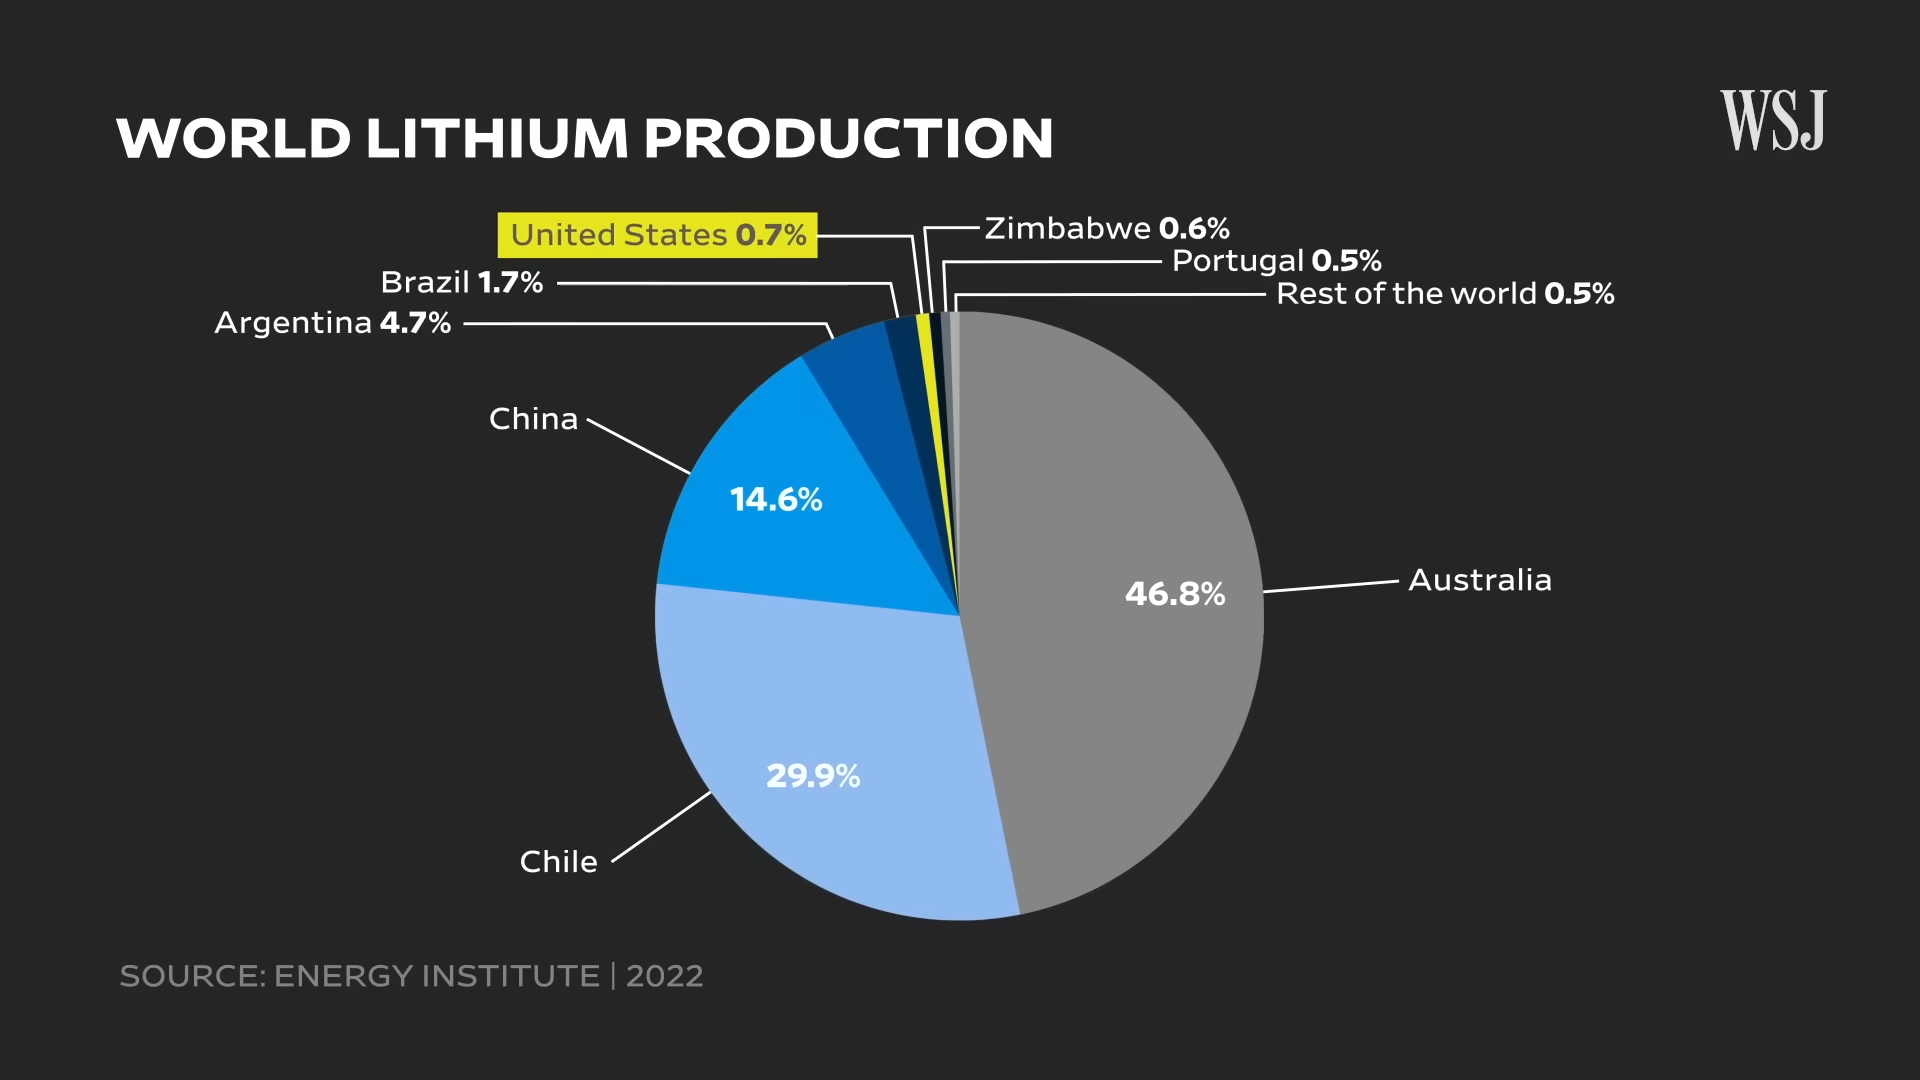 WSJ
WORLD LITHIUM PRODUCTION
United States 0.7%
Zimbabwe 0.6%
Portugal 0.5%
Brazil 1.7%
Rest of the world 0.5%
Argentina 4.7%
China
14.6%
Australia
46.8%
29.9%
Chile
SOURCE: ENERGY INSTITUTE | 2022